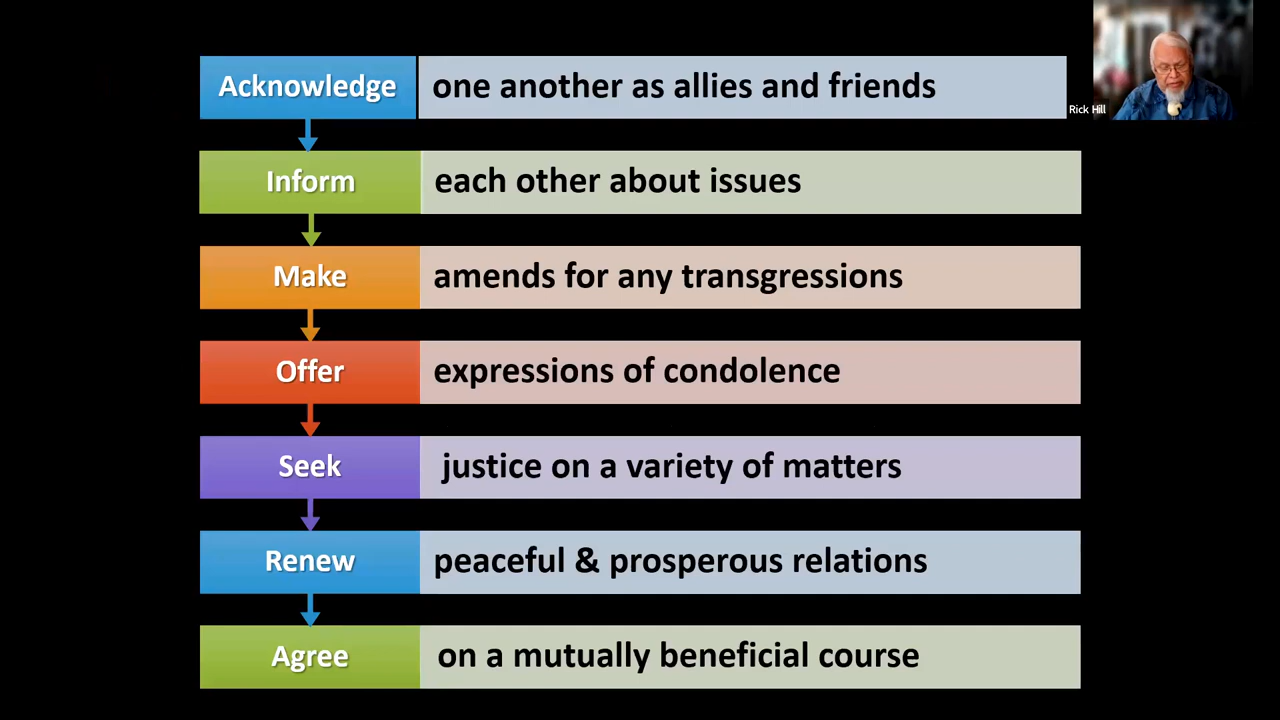 Acknowledge one another as allies and friends
Rick Hill
Inform each other about issues
Make amends for any transgressions
Offer expressions of condolence
Seek justice on a variety of matters
Renew peaceful & prosperous relations
Agree on a mutually beneficial course